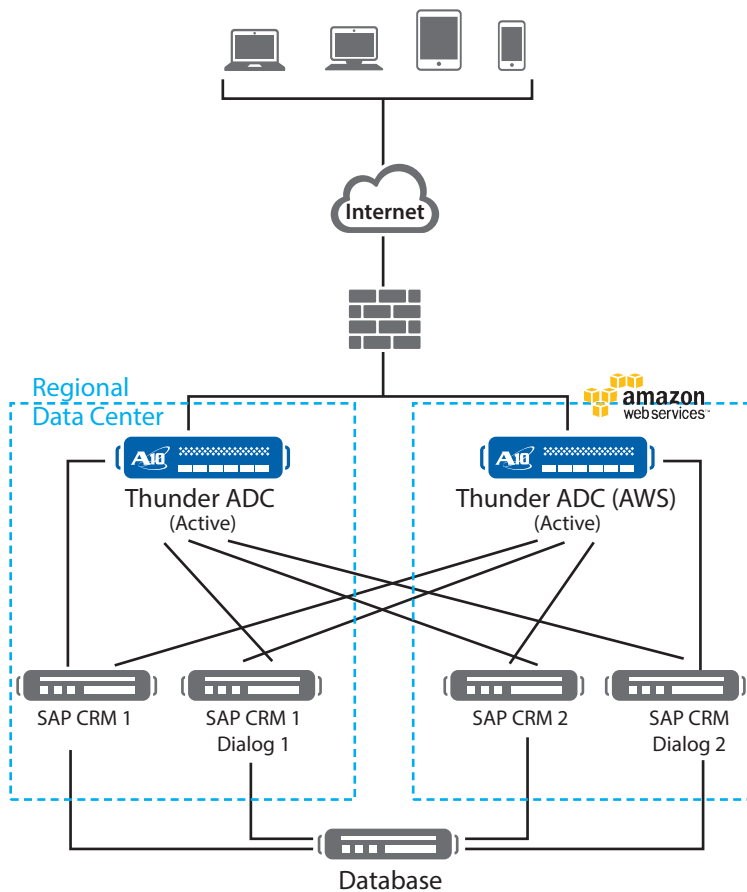 Internet
Regional
Data Center
amazon
web services™
A10
Thunder ADC
(Active)
A10
Thunder ADC (AWS)
(Active)
SAP CRM 1
SAP CRM 1
Dialog 1
SAP CRM 2
SAP CRM
Dialog 2
Database